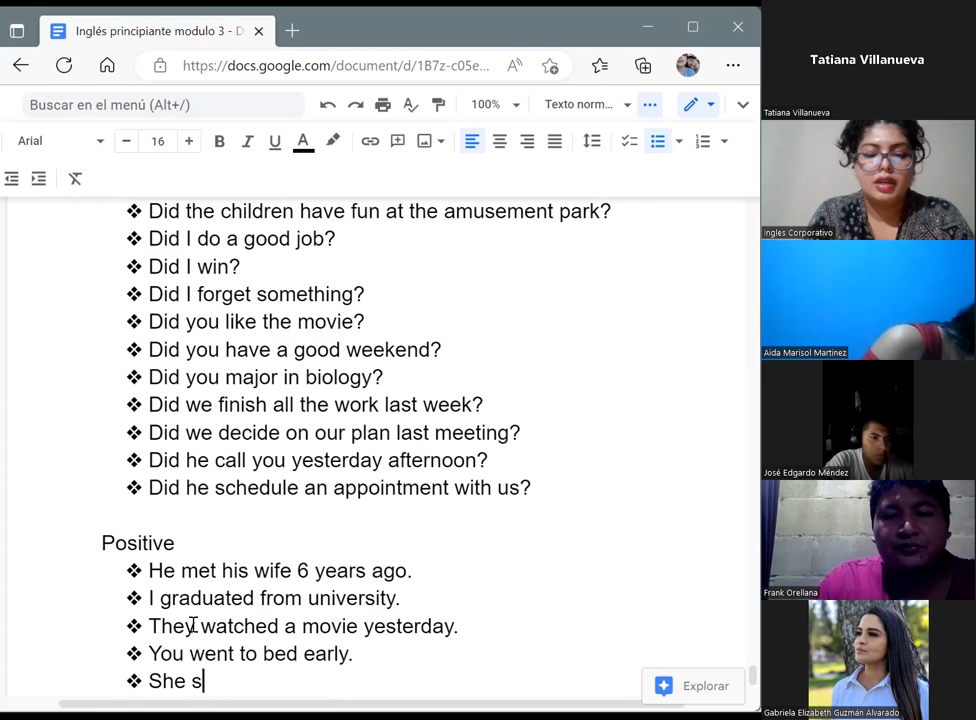 Inglés principiante modulo 3 - D
https://docs.google.com/document/d/1B7z-c05e...
Buscar en el menú (Alt+/)
100%
Texto norm...
Arial
16
Did the children have fun at the amusement park?
Did I do a good job?
Did I win?
Did I forget something?
Did you like the movie?
Did you have a good weekend?
Did you major in biology?
Did we finish all the work last week?
Did we decide on our plan last meeting?
Did he call you yesterday afternoon?
Did he schedule an appointment with us?
Positive
He met his wife 6 years ago.
I graduated from university.
They watched a movie yesterday.
You went to bed early.
She s
Explorar
Tatiana Villanueva
Tatiana Villanueva
Ingles Corporativo
Aida Marisol Martinez
José Edgardo Méndez
Frank Orellana
Gabriela Elizabeth Guzmán Alvarado